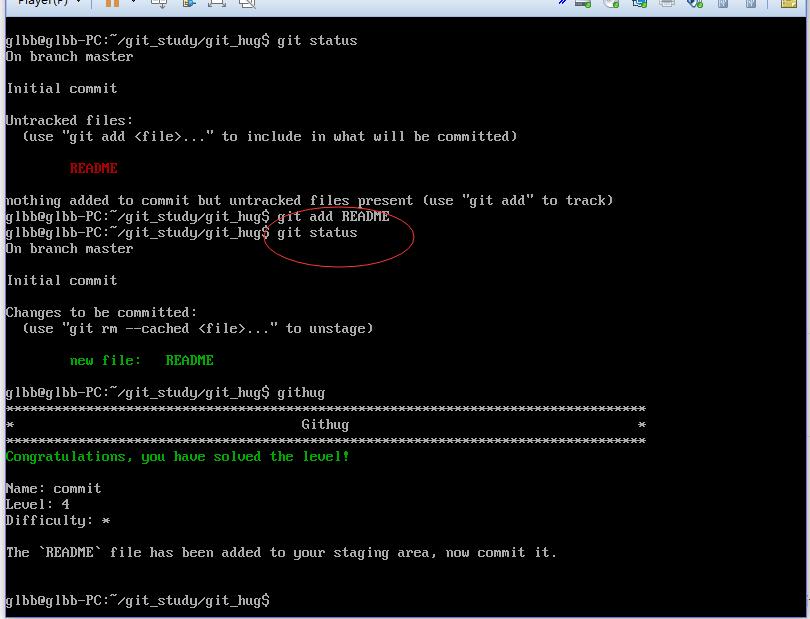 Player(P)
glbb@glbb-PC:~/git_study/git_hug$ git status
On branch master
Initial commit
Untracked files:
  (use "git add <file>..." to include in what will be committed)
        README
nothing added to commit but untracked files present (use "git add" to track)
glbb@glbb-PC:~/git_study/git_hug$ git add README
glbb@glbb-PC:~/git_study/git_hug$ git status
On branch master
Initial commit
Changes to be committed:
  (use "git rm --cached <file>..." to unstage)
        new file:   README
glbb@glbb-PC:~/git_study/git_hug$ githug
********************************************************************************
*                                    Githug                                    *
********************************************************************************
Congratulations, you have solved the level!
Name: commit
Level: 4
Difficulty: *
The `README` file has been added to your staging area, now commit it.
glbb@glbb-PC:~/git_study/git_hug$